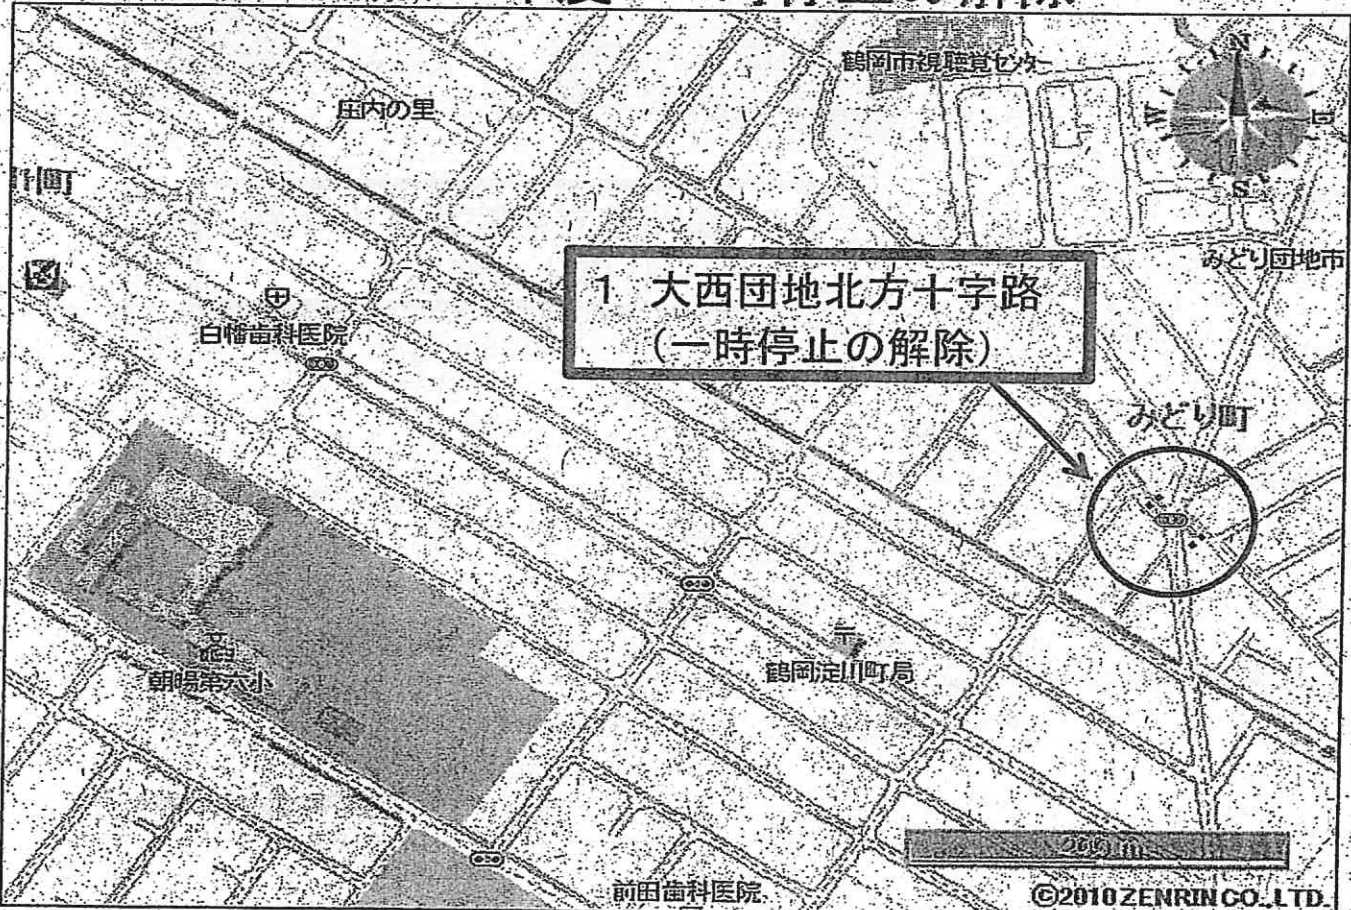 鶴岡市視聴覚センター
庄内の里
N
W
E
S
みどり団地市
1 大西団地北方十字路
(一時停止の解除)
白幡歯科医院
みどり町
鶴岡淀川町局
文
朝暘第六小
200 m
前田歯科医院
©2010 ZENRIN CO., LTD.